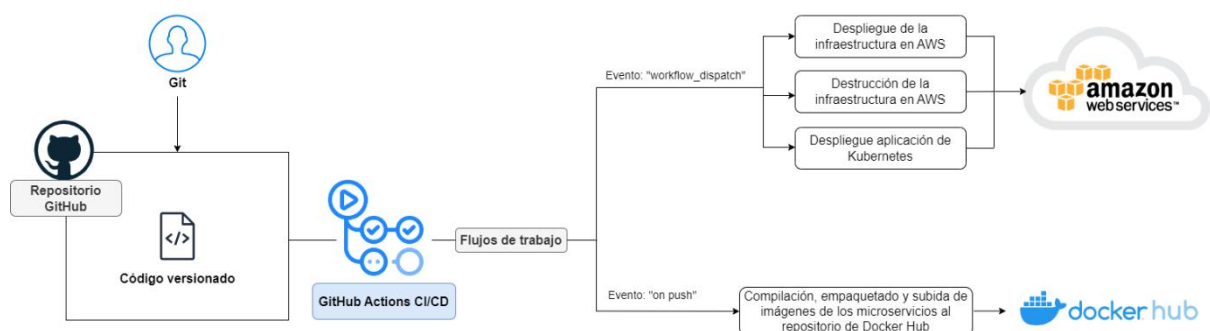 Git
Repositorio
GitHub
Código versionado
GitHub Actions CI/CD
Flujos de trabajo
Evento: "workflow_dispatch"
Despliegue de la
infraestructura en AWS
Destrucción de la
infraestructura en AWS
Despliegue aplicación de
Kubernetes
amazon
webservices™
Evento: "on push"
Compilación, empaquetado y subida de
imágenes de los microservicios al
repositorio de Docker Hub
docker hub